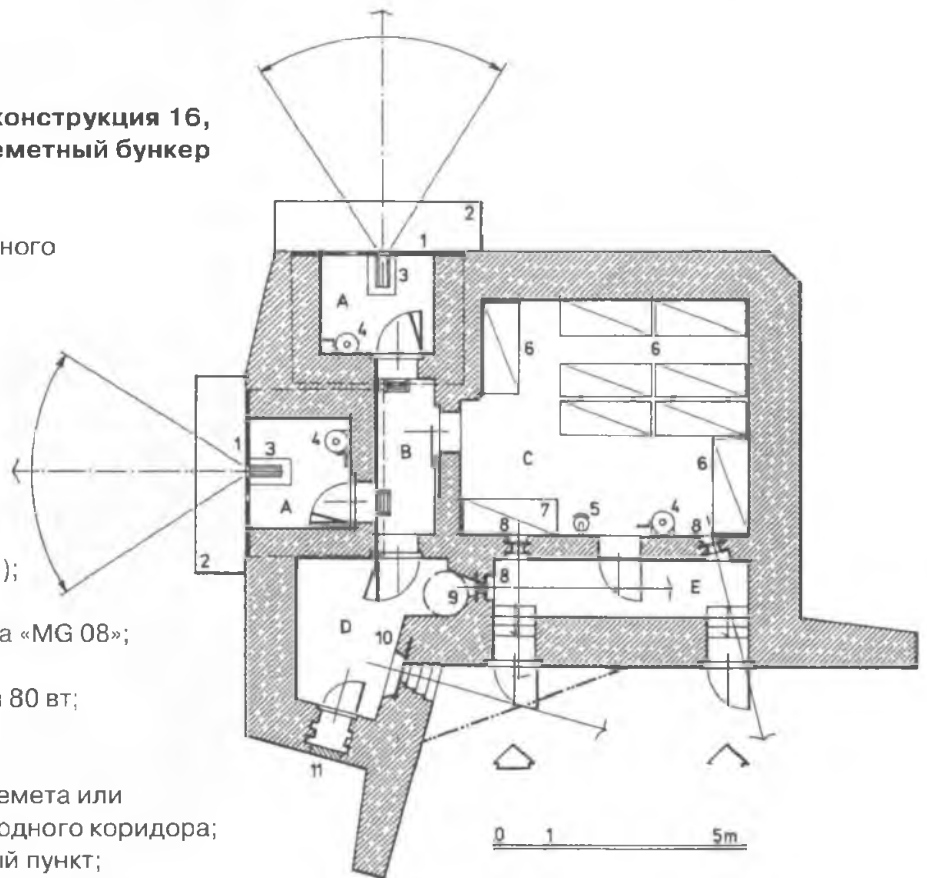 конструкция 16,
еметный бункер
ного
);
а «MG 08»;
в 80 вт;
емета или
одного коридора;
ый пункт;
2
1
3
A
4
6
6
1
3
4
B
C
6
A
7
5
4
2
8
8
8
E
9
D
10
11
0 1 5m